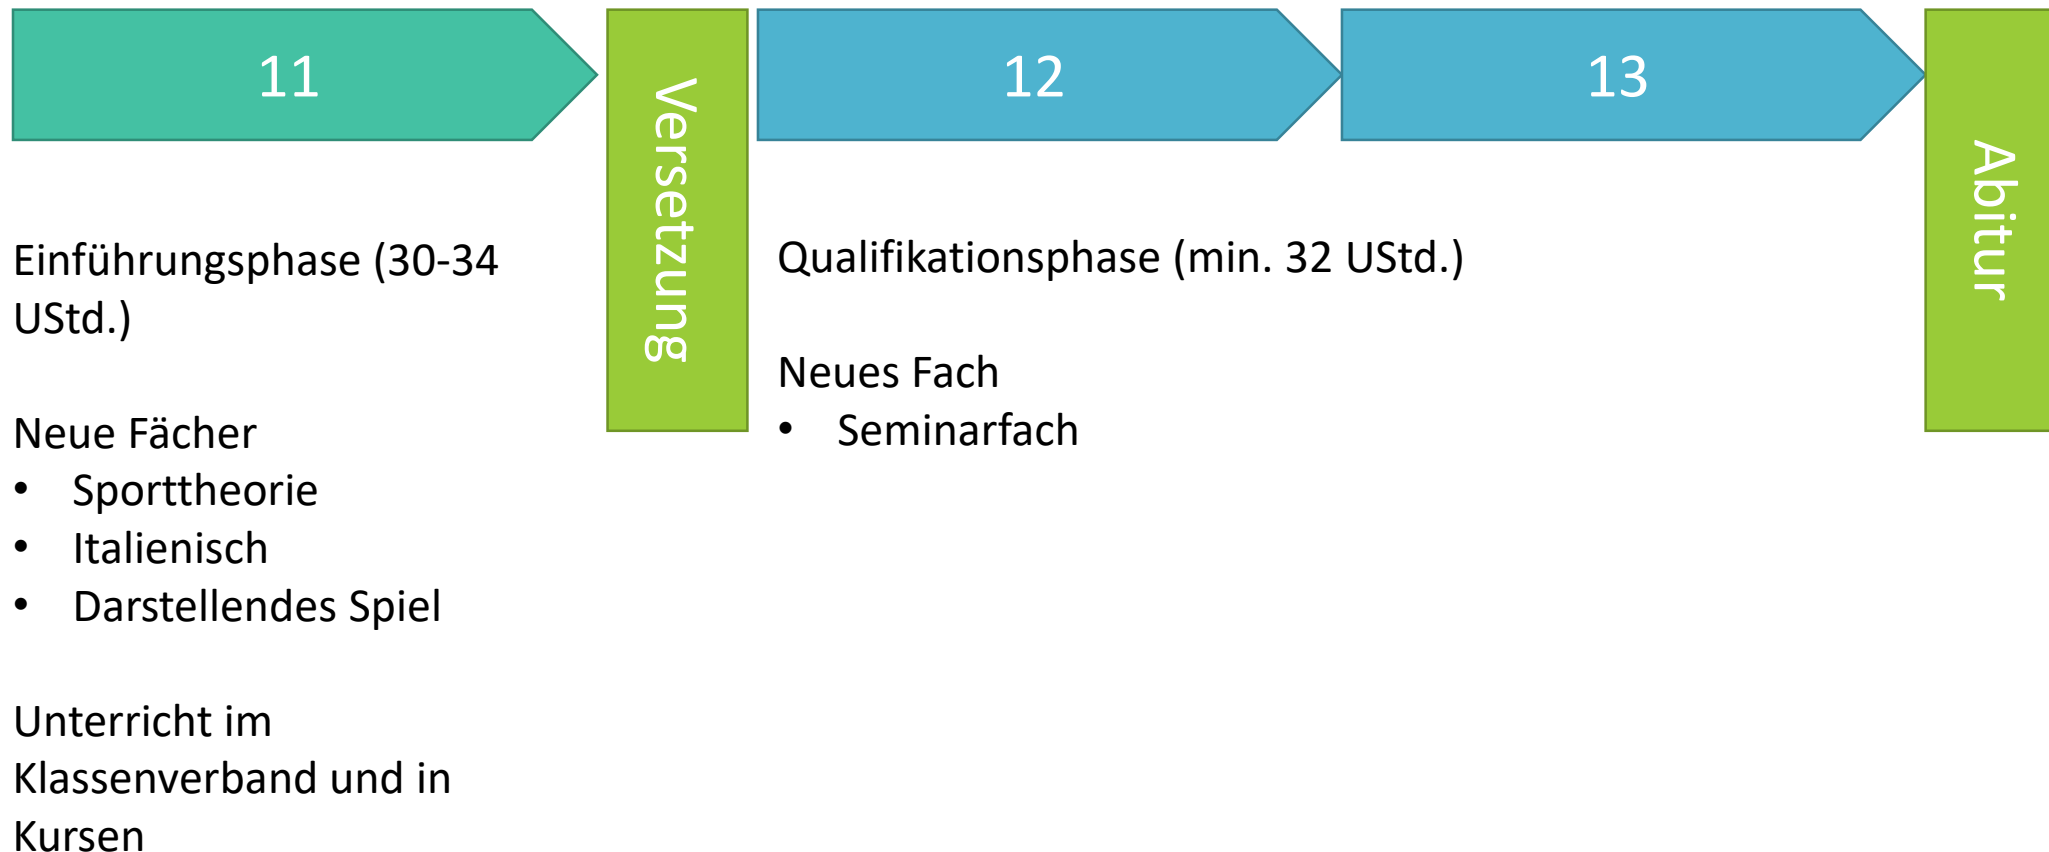 11
Versetzung
12
13
Abitur
Einführungsphase (30-34
UStd.)
Neue Fächer
• Sporttheorie
• Italienisch
• Darstellendes Spiel
Unterricht im
Klassenverband und in
Kursen
Qualifikationsphase (min. 32 UStd.)
Neues Fach
• Seminarfach